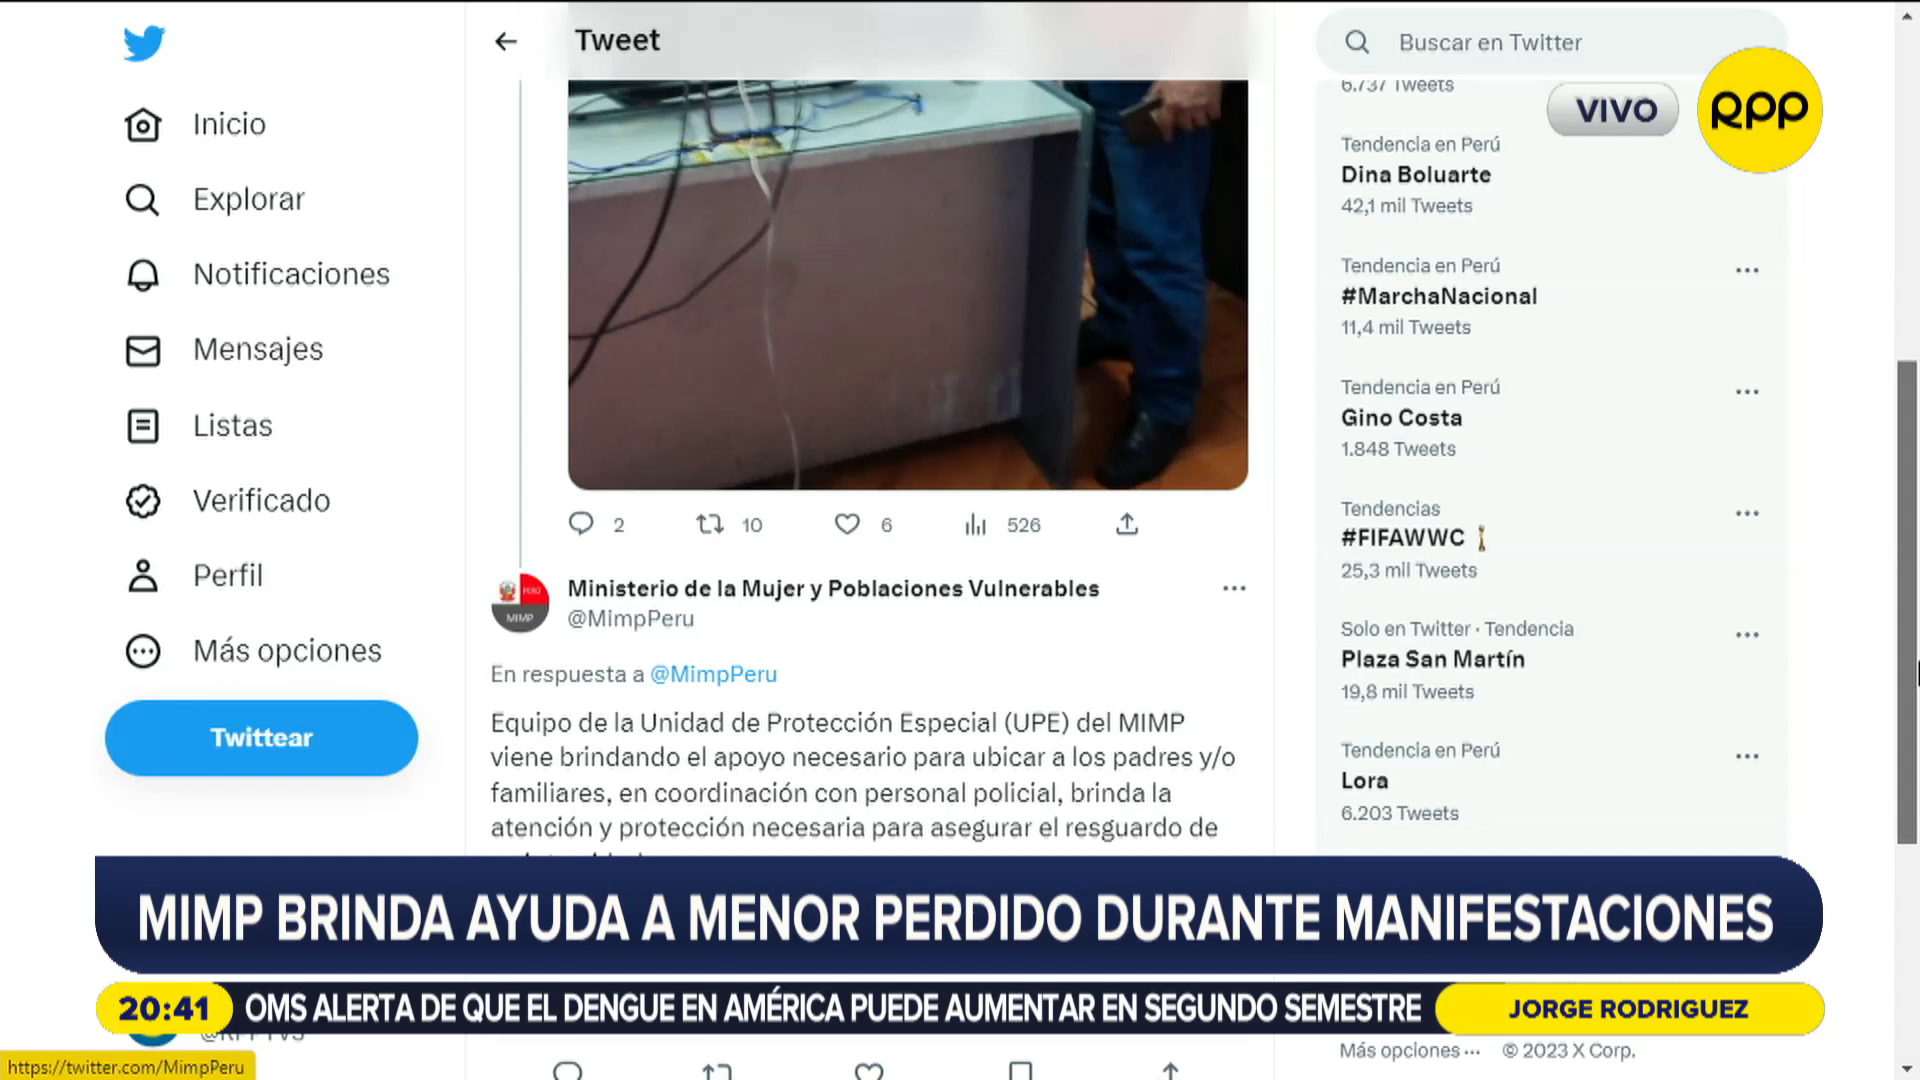 Tweet
Buscar en Twitter
Inicio
Explorar
Notificaciones
Mensajes
Listas
Verificado
Perfil
Más opciones
Twittear
2
10
6
526
PERÚ
MIMP
Ministerio de la Mujer y Poblaciones Vulnerables
@MimpPeru
En respuesta a @MimpPeru
Equipo de la Unidad de Protección Especial (UPE) del MIMP
viene brindando el apoyo necesario para ubicar a los padres y/o
familiares, en coordinación con personal policial, brinda la
atención y protección necesaria para asegurar el resguardo de
6.737 Tweets
VIVO
RPP
Tendencia en Perú
Dina Boluarte
42,1 mil Tweets
Tendencia en Perú
#MarchaNacional
11,4 mil Tweets
Tendencia en Perú
Gino Costa
1.848 Tweets
Tendencias
#FIFAWWC
25,3 mil Tweets
Solo en Twitter · Tendencia
Plaza San Martín
19,8 mil Tweets
Tendencia en Perú
Lora
6.203 Tweets
MIMP BRINDA AYUDA A MENOR PERDIDO DURANTE MANIFESTACIONES
20:41
OMS ALERTA DE QUE EL DENGUE EN AMÉRICA PUEDE AUMENTAR EN SEGUNDO SEMESTRE
JORGE RODRIGUEZ
Más opciones ··· © 2023 X Corp.
https://twitter.com/MimpPeru